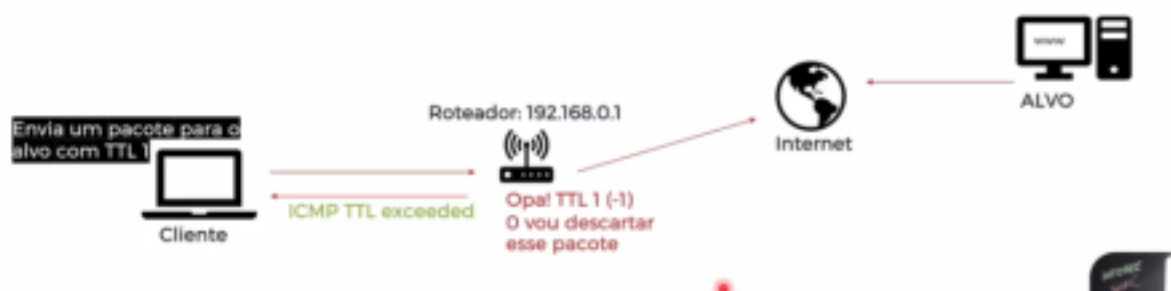 Envia um pacote para o
alvo com TTL 1
Cliente
ICMP TTL exceeded
Roteador: 192.168.0.1
Opa! TTL 1 (-1)
0 vou descartar
esse pacote
Internet
www
ALVO